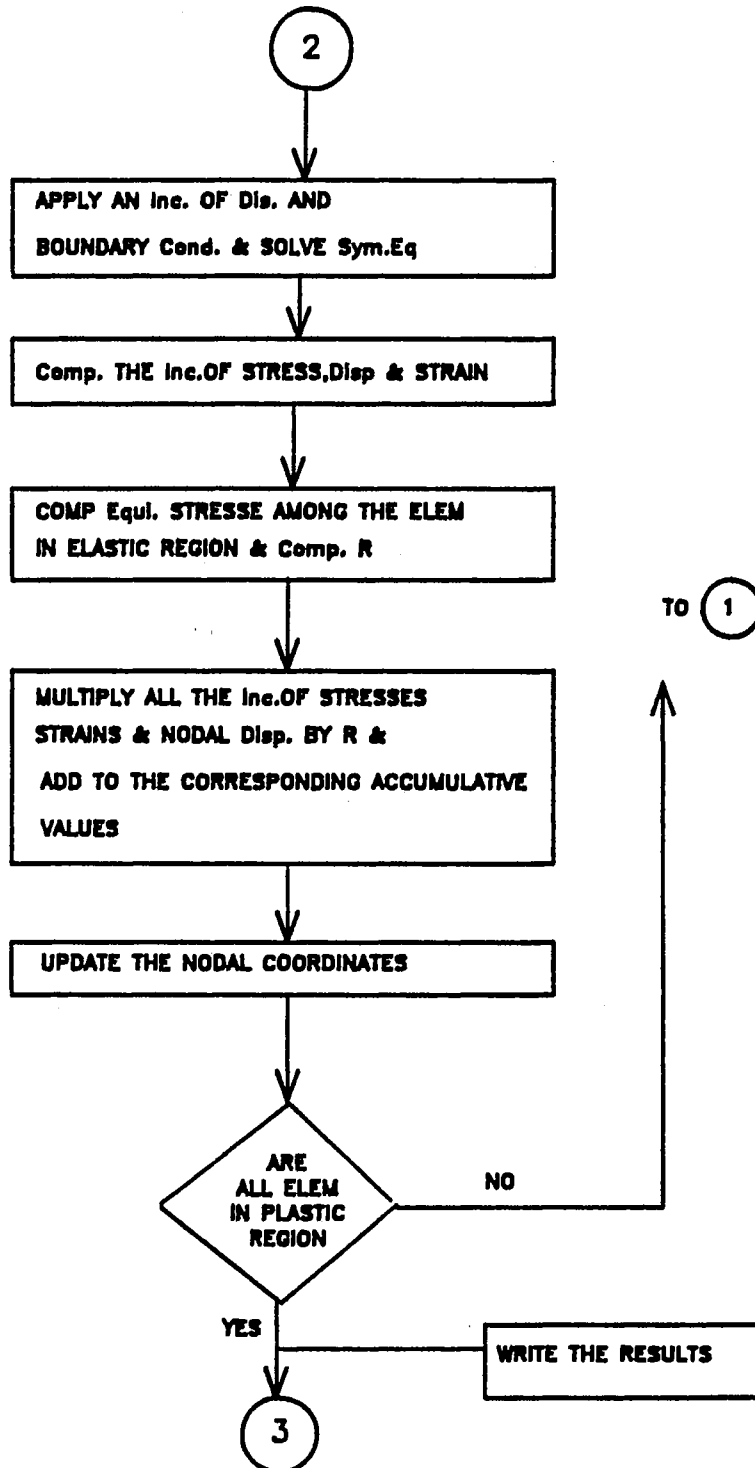 2
APPLY AN Inc. OF Dis. AND
BOUNDARY Cond. & SOLVE Sym.Eq
Comp. THE Inc.OF STRESS,Disp & STRAIN
COMP Equi. STRESSE AMONG THE ELEM
IN ELASTIC REGION & Comp. R
TO 1
MULTIPLY ALL THE Inc.OF STRESSES
STRAINS & NODAL Disp. BY R &
ADD TO THE CORRESPONDING ACCUMULATIVE
VALUES
UPDATE THE NODAL COORDINATES
ARE
ALL ELEM
IN PLASTIC
REGION
NO
YES
WRITE THE RESULTS
3